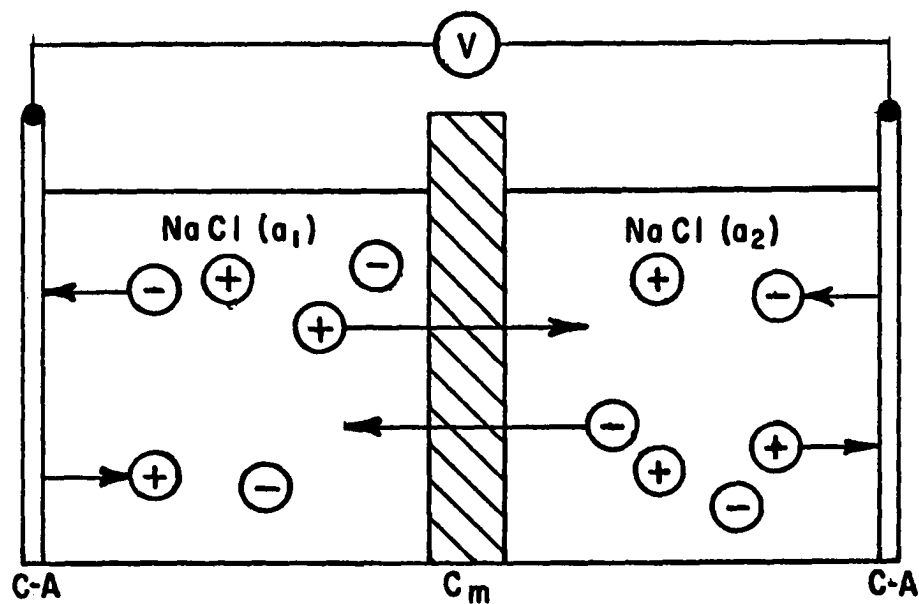 V
NaCl (a₁)
NaCl (a₂)
− + −
+
+ −
−
+ −
+ +
−
C-A
Cₘ
C-A